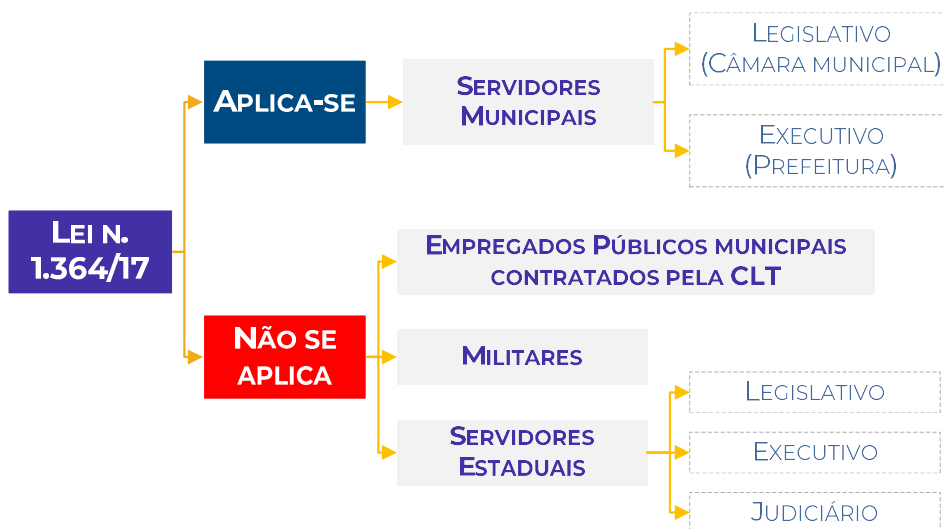 LEI N.
1.364/17
APLICA-SE
SERVIDORES
MUNICIPAIS
LEGISLATIVO
(CÂMARA MUNICIPAL)
EXECUTIVO
(PREFEITURA)
NÃO SE
APLICA
EMPREGADOS PÚBLICOS MUNICIPAIS
CONTRATADOS PELA CLT
MILITARES
SERVIDORES
ESTADUAIS
LEGISLATIVO
EXECUTIVO
JUDICIÁRIO